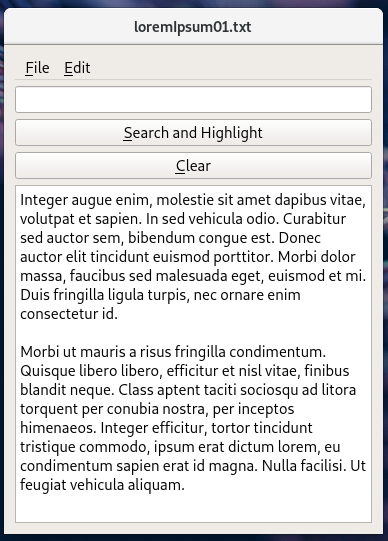 loremIpsum01.txt
File Edit
Search and Highlight
Clear
Integer augue enim, molestie sit amet dapibus vitae,
volutpat et sapien. In sed vehicula odio. Curabitur
sed auctor sem, bibendum congue est. Donec
auctor elit tincidunt euismod porttitor. Morbi dolor
massa, faucibus sed malesuada eget, euismod et mi.
Duis fringilla ligula turpis, nec ornare enim
consectetur id.

Morbi ut mauris a risus fringilla condimentum.
Quisque libero libero, efficitur et nisl vitae, finibus
blandit neque. Class aptent taciti sociosqu ad litora
torquent per conubia nostra, per inceptos
himenaeos. Integer efficitur, tortor tincidunt
tristique commodo, ipsum erat dictum lorem, eu
condimentum sapien erat id magna. Nulla facilisi. Ut
feugiat vehicula aliquam.